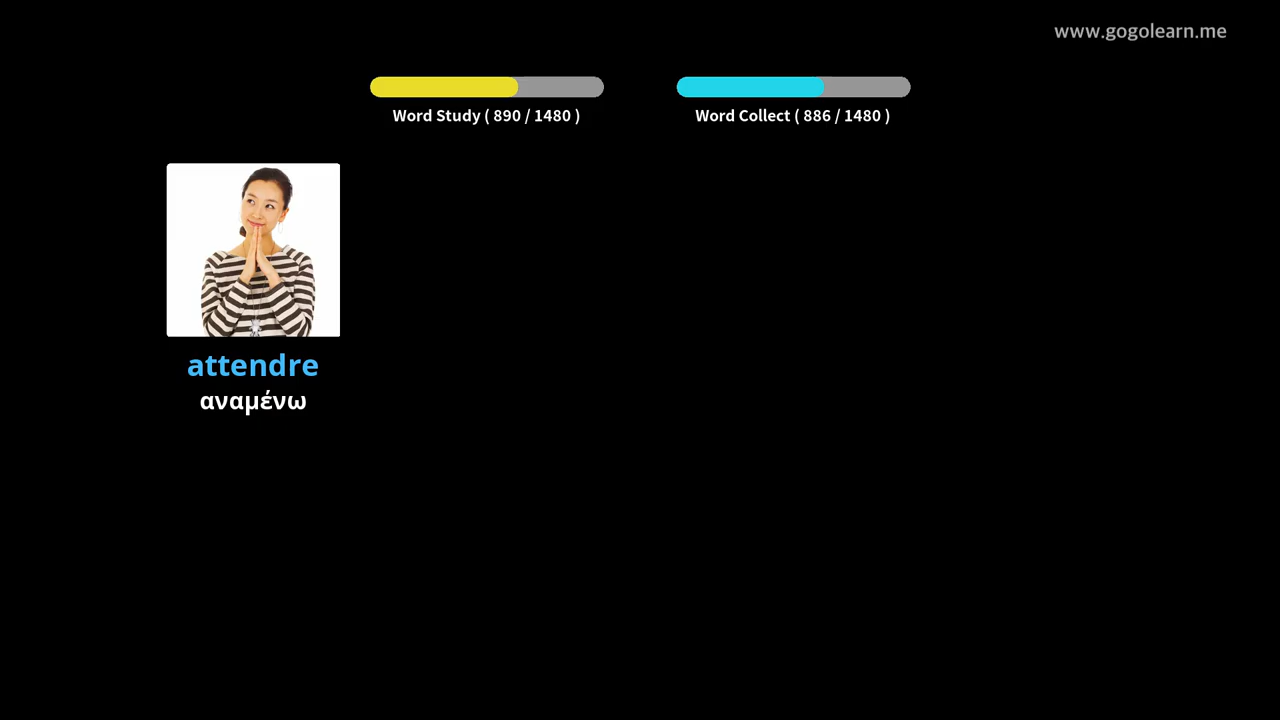 www.gogolearn.me
Word Study ( 890 / 1480 )
Word Collect ( 886 / 1480 )
attendre
αναμένω